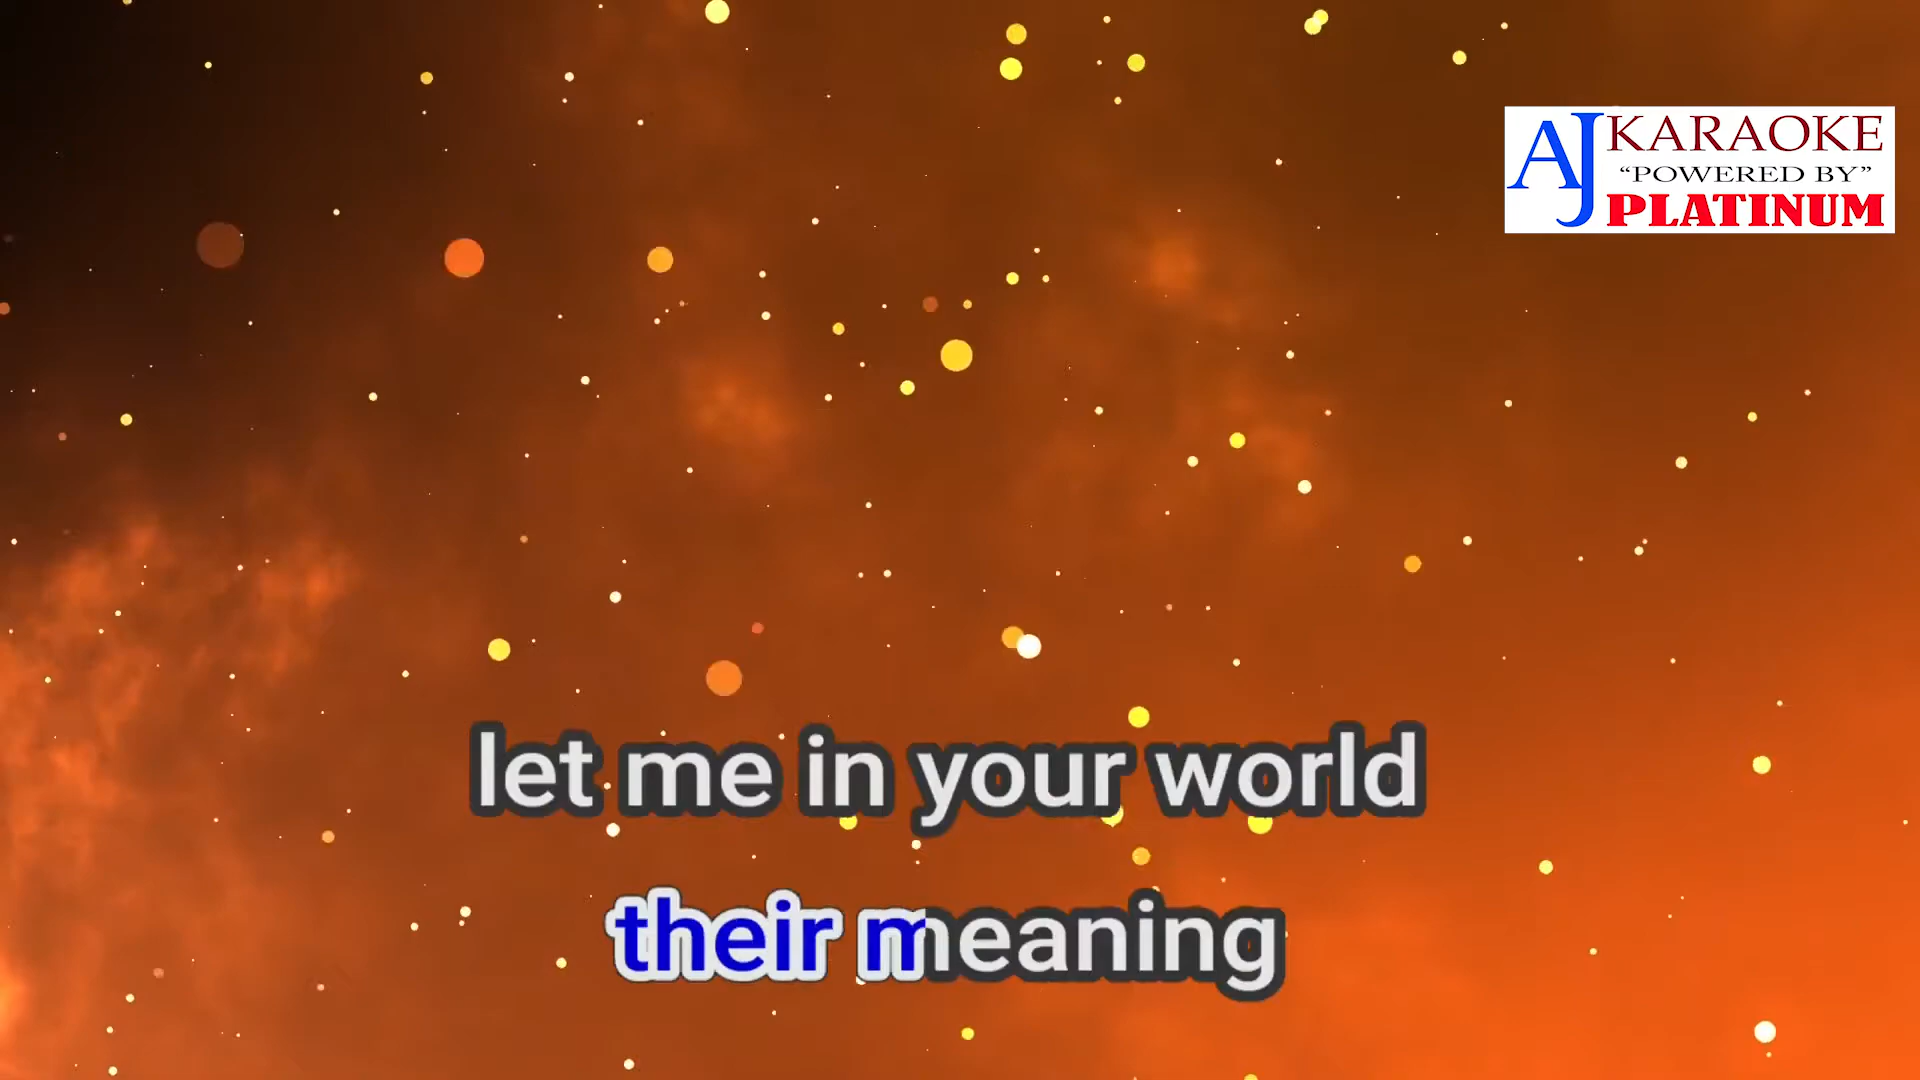 AJ KARAOKE
“POWERED BY”
PLATINUM
let me in your world
their meaning